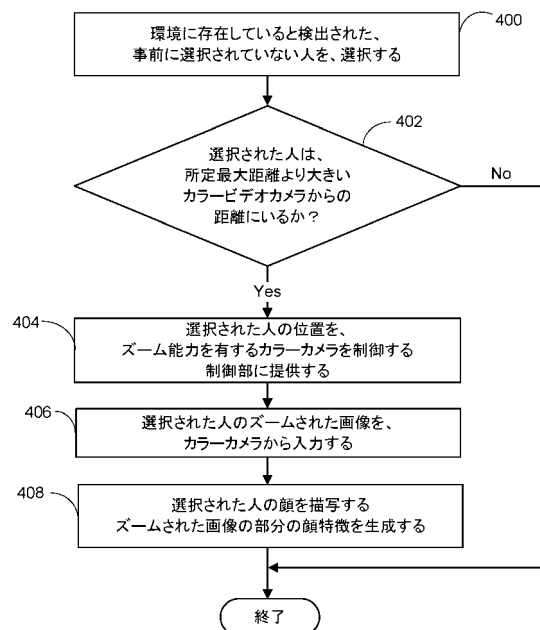 環境に存在していると検出された、
事前に選択されていない人を、選択する
400
402
選択された人は、
所定最大距離より大きい
カラービデオカメラからの
距離にいるか?
No
Yes
404
選択された人の位置を、
ズーム能力を有するカラーカメラを制御する
制御部に提供する
406
選択された人のズームされた画像を、
カラーカメラから入力する
408
選択された人の顔を描写する
ズームされた画像の部分の顔特徴を生成する
終了